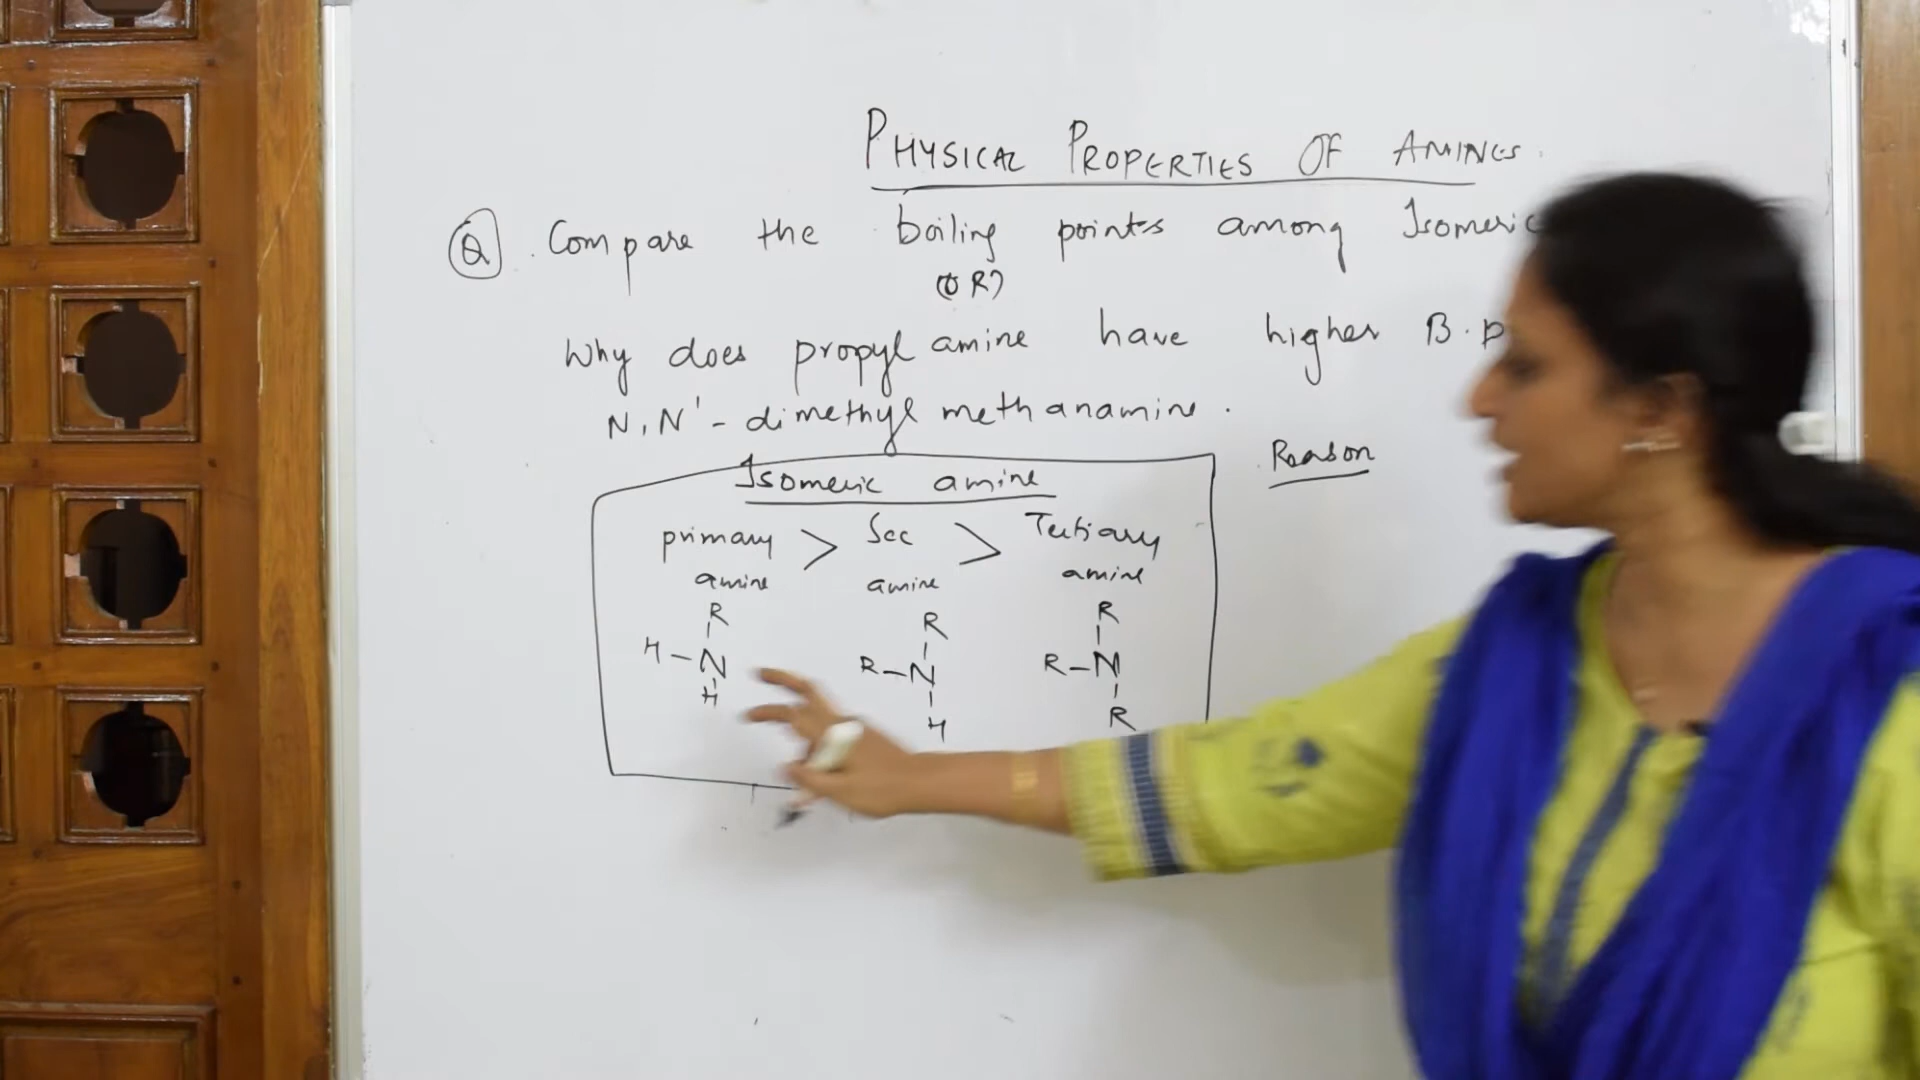 PHYSICAL PROPERTIES OF AMINES
Q. Compare the boiling points among Isomeric
(OR)
Why does propyl amine have higher B.p
N,N'-dimethyl methanamine.
Isomeric amine
Reason
primary > Sec > Tertiary
amine amine amine
R R R
H-N R-N-H R-N
H R